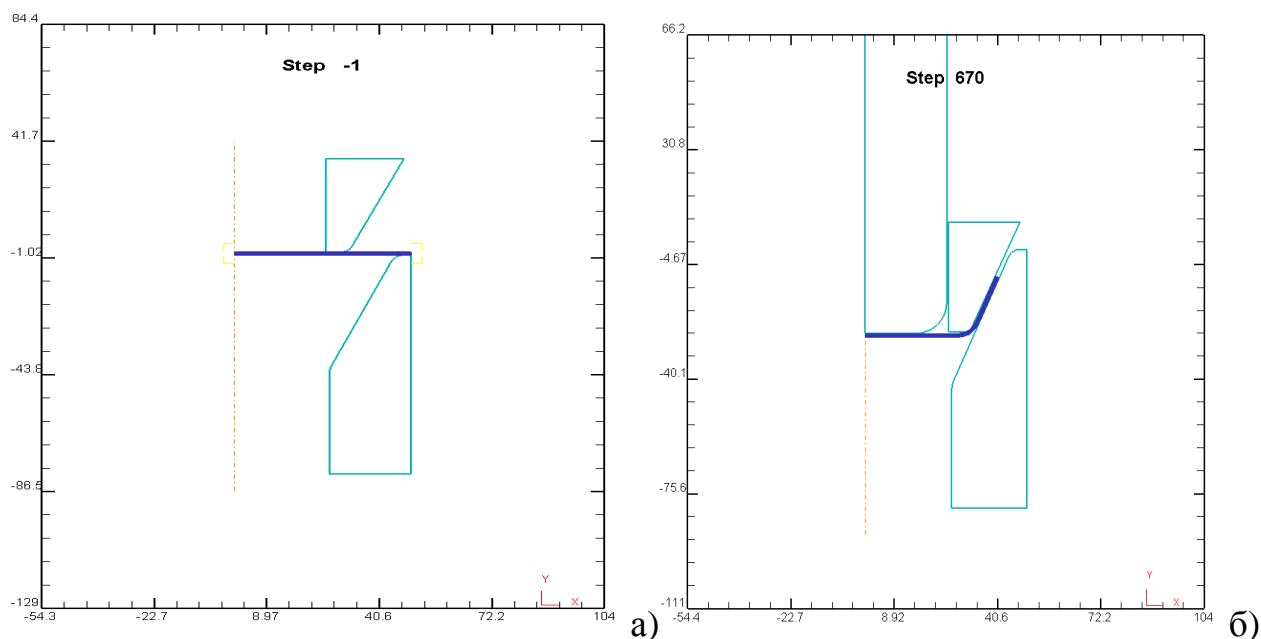 84.4
Step -1
41.7
-1.02
-43.8
-86.5
-129
-54.3 -22.7 8.97 40.6 72.2 104
Y
X
а)
66.2
Step 670
30.8
-4.67
-40.1
-75.6
-111
-54.4 -22.7 8.92 40.6 72.2 104
Y
X
б)